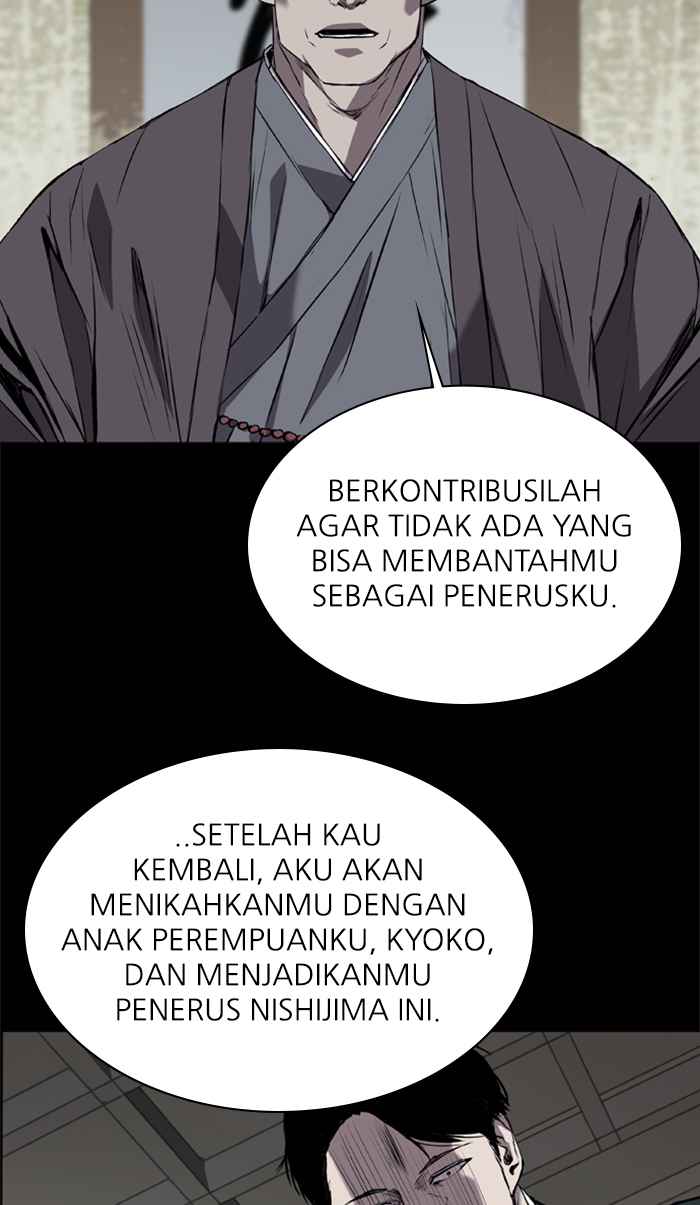 BERKONTRIBUSILAH
AGAR TIDAK ADA YANG
BISA MEMBANTAHMU
SEBAGAI PENERUSKU.
..SETELAH KAU
KEMBALI, AKU AKAN
MENIKAHKANMU DENGAN
ANAK PEREMPUANKU, KYOKO,
DAN MENJADIKANMU
PENERUS NISHIJIMA INI.